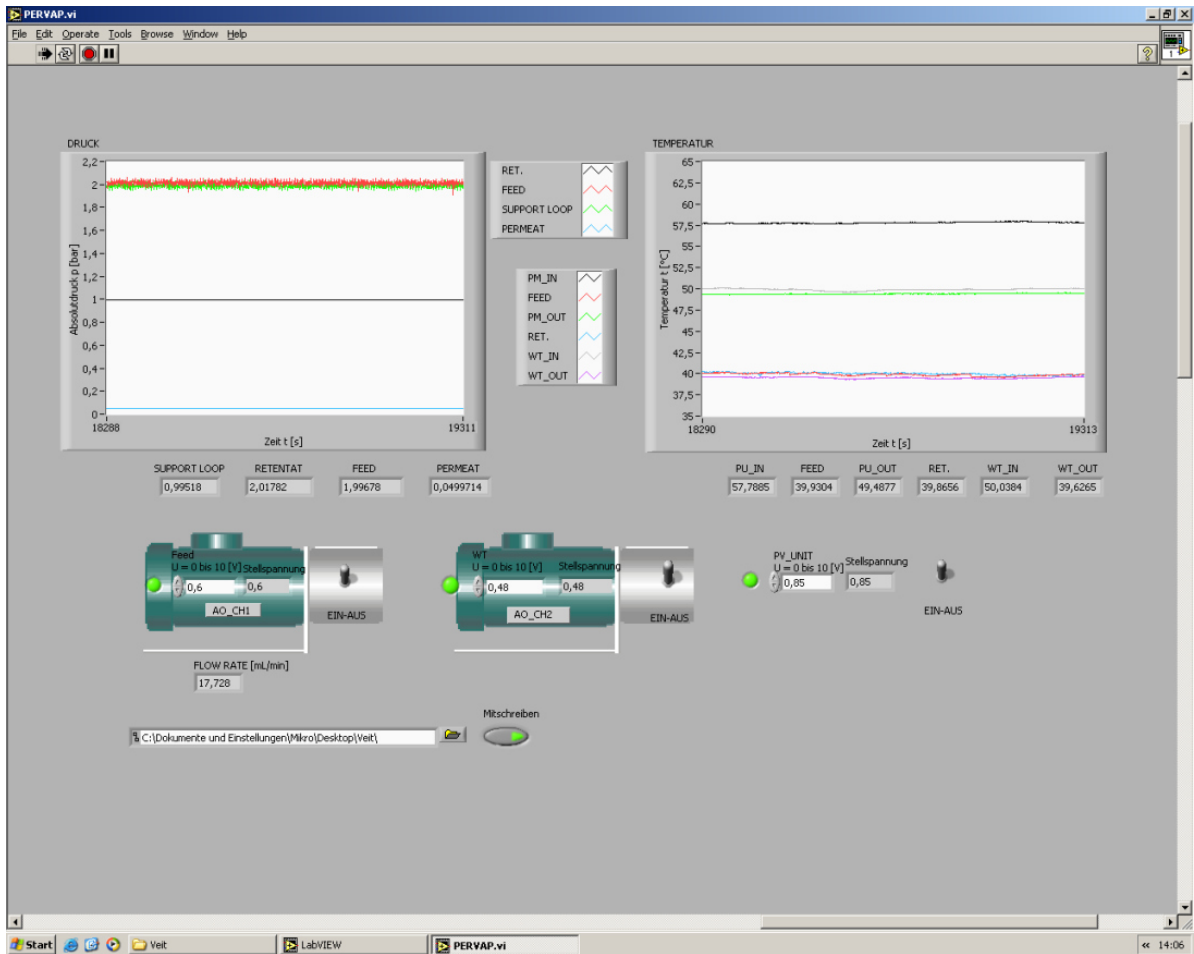 PERVAP.vi
File Edit Operate Tools Browse Window Help
1
DRUCK
2,2
2
1,8
1,6
1,4
1,2
1
0,8
0,6
0,4
0,2
0
Absolutdruck p [bar]
18288
19311
Zeit t [s]
RET.
FEED
SUPPORT LOOP
PERMEAT
PM_IN
FEED
PM_OUT
RET.
WT_IN
WT_OUT
TEMPERATUR
65
62,5
60
57,5
55
52,5
50
47,5
45
42,5
40
37,5
35
Temperatur t [°C]
18290
19313
Zeit t [s]
SUPPORT LOOP RETENTAT FEED PERMEAT
0,99518 2,01782 1,99678 0,0499714
PU_IN FEED PU_OUT RET. WT_IN WT_OUT
57,7885 39,9304 49,4877 39,8656 50,0384 39,6265
Feed
U = 0 bis 10 [V] Stellspannung
0,6 0,6
AO_CH1
EIN-AUS
FLOW RATE [mL/min]
17,728
WT
U = 0 bis 10 [V] Stellspannung
0,48 0,48
AO_CH2
EIN-AUS
PV_UNIT
U = 0 bis 10 [V] Stellspannung
0,85 0,85
EIN-AUS
Mitschreiben
C:\Dokumente und Einstellungen\Mikro\Desktop\Veit\
Start Veit LabVIEW PERVAP.vi « 14:06